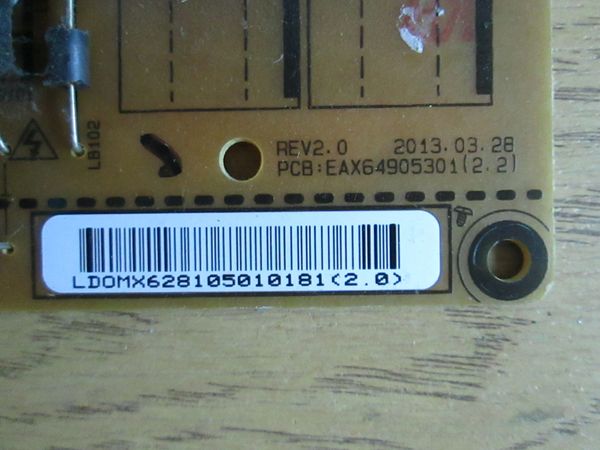 LB102
REV2.0 2013.03.28
PCB:EAX64905301(2.2)
LDOMX628105010181(2.0)